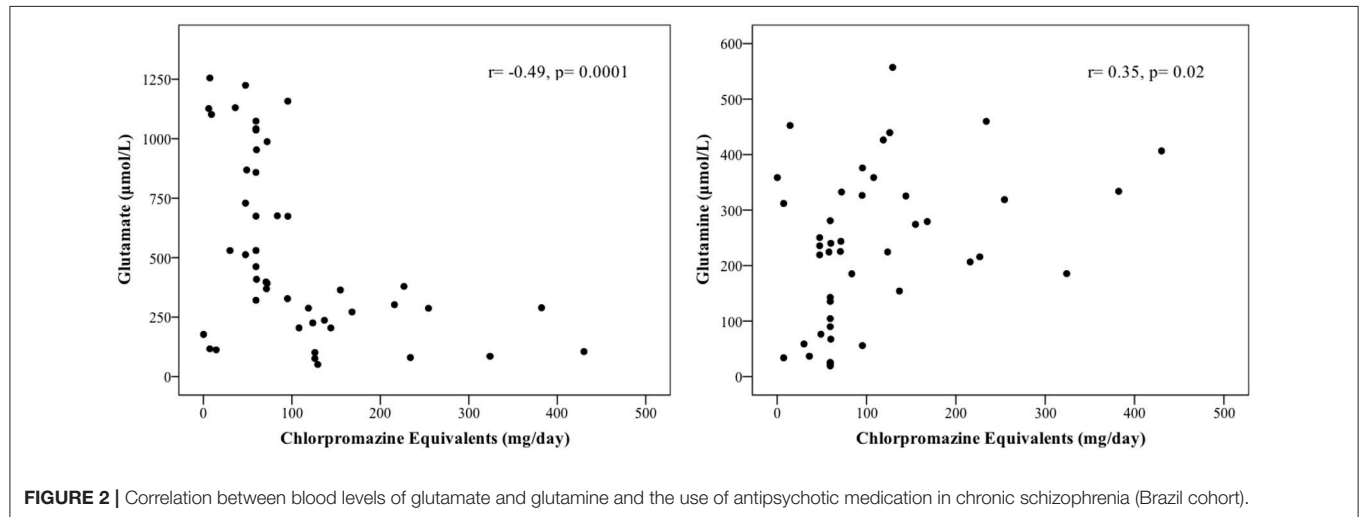 r= -0.49, p= 0.0001
1250
1000
750
500
250
0
Glutamate (µmol/L)
0 100 200 300 400 500
Chlorpromazine Equivalents (mg/day)
r= 0.35, p= 0.02
600
500
400
300
200
100
0
Glutamine (µmol/L)
0 100 200 300 400 500
Chlorpromazine Equivalents (mg/day)
FIGURE 2 | Correlation between blood levels of glutamate and glutamine and the use of antipsychotic medication in chronic schizophrenia (Brazil cohort).